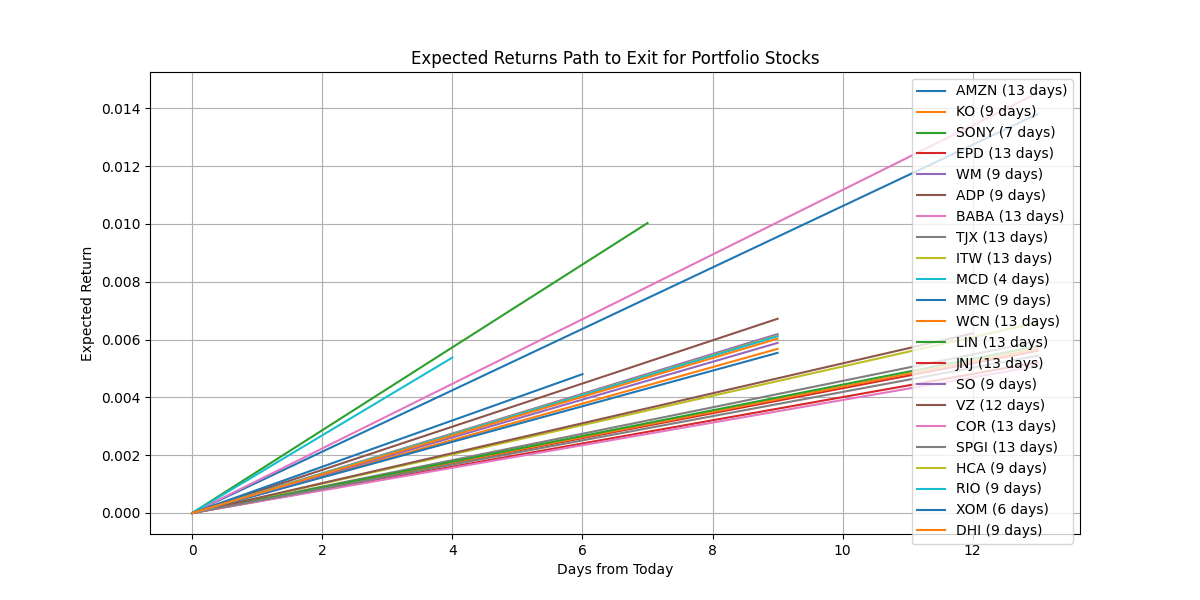 Expected Returns Path to Exit for Portfolio Stocks
Expected Return
0.014
0.012
0.010
0.008
0.006
0.004
0.002
0.000
0
2
4
6
8
10
12
Days from Today
AMZN (13 days)
KO (9 days)
SONY (7 days)
EPD (13 days)
WM (9 days)
ADP (9 days)
BABA (13 days)
TJX (13 days)
ITW (13 days)
MCD (4 days)
MMC (9 days)
WCN (13 days)
LIN (13 days)
JNJ (13 days)
SO (9 days)
VZ (12 days)
COR (13 days)
SPGI (13 days)
HCA (9 days)
RIO (9 days)
XOM (6 days)
DHI (9 days)